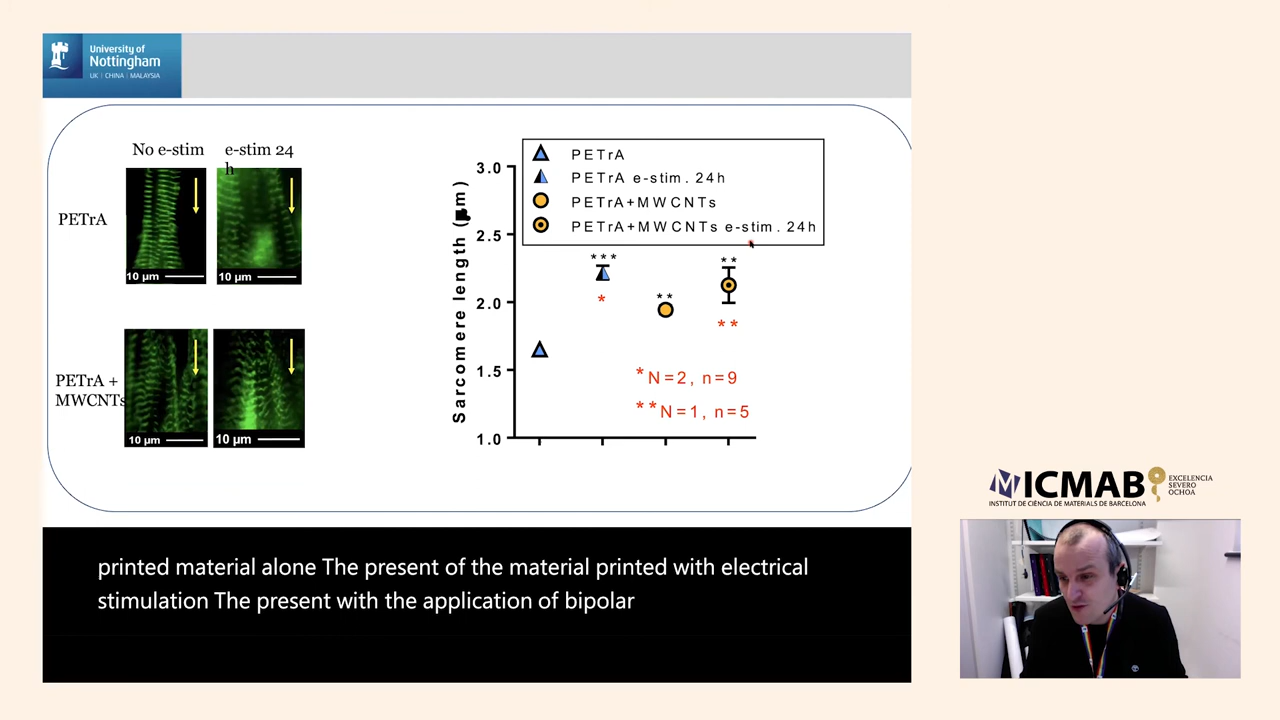 University of
Nottingham
UK | CHINA | MALAYSIA
No e-stim
e-stim 24
h
PETrA
10 µm
10 µm
PETrA +
MWCNTs
10 µm
10 µm
PETrA
PETrA e-stim. 24h
PETrA+MWCNTs
PETrA+MWCNTs e-stim. 24h
Sarcomere length (µm)
3.0
2.5
2.0
1.5
1.0
***
*
**
**
**
*N=2, n=9
**N=1, n=5
printed material alone The present of the material printed with electrical
stimulation The present with the application of bipolar
ICMAB
INSTITUT DE CIÈNCIA DE MATERIALS DE BARCELONA
EXCELENCIA
SEVERO
OCHOA